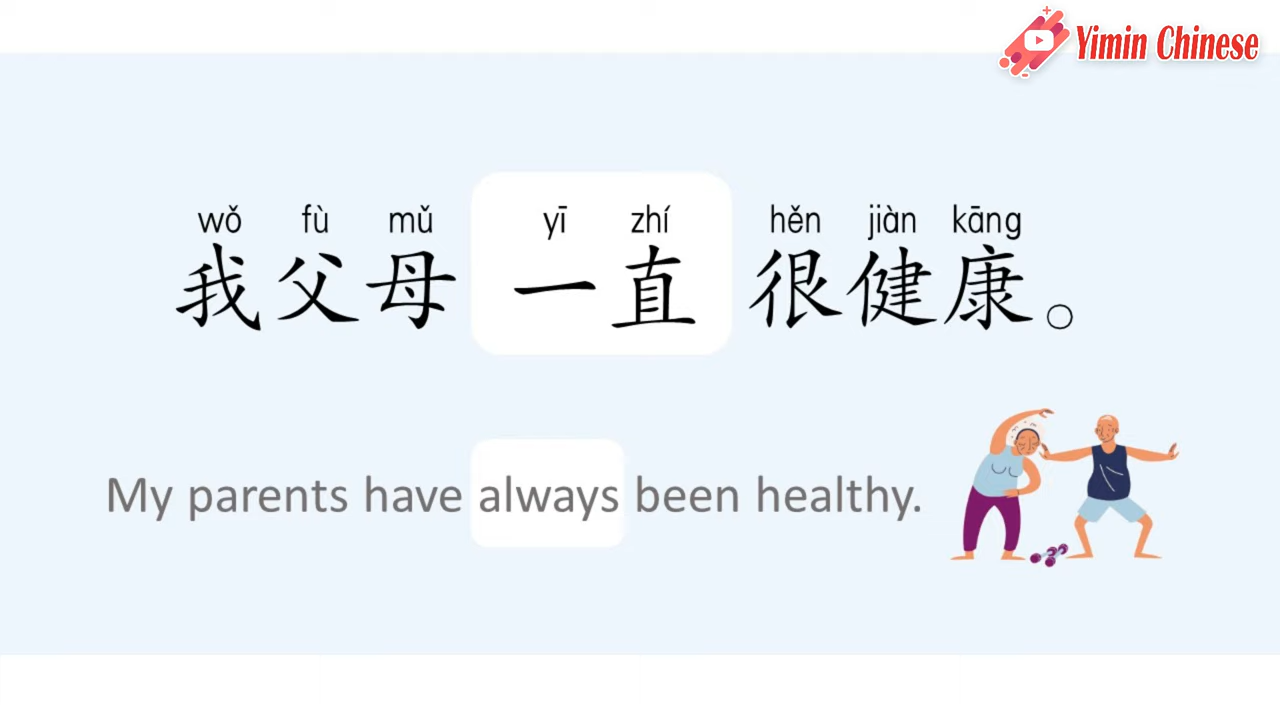 Yimin Chinese
wǒ fù mǔ yī zhí hěn jiàn kāng
我父母一直很健康。
My parents have always been healthy.